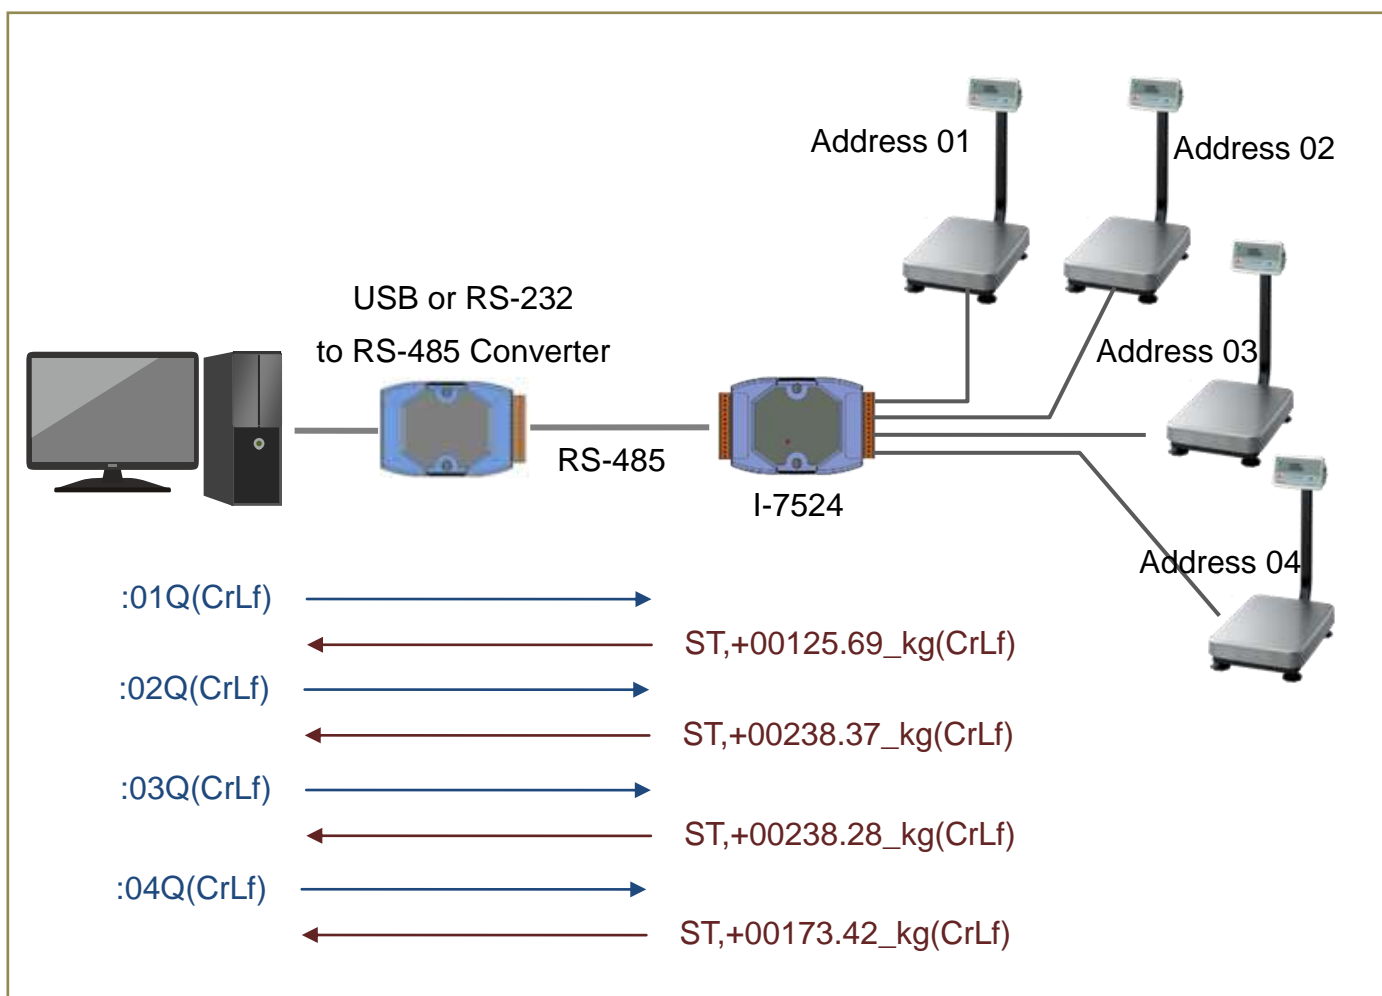 Address 01
Address 02
USB or RS-232
to RS-485 Converter
Address 03
RS-485
I-7524
Address 04
:01Q(CrLf)
ST,+00125.69_kg(CrLf)
:02Q(CrLf)
ST,+00238.37_kg(CrLf)
:03Q(CrLf)
ST,+00238.28_kg(CrLf)
:04Q(CrLf)
ST,+00173.42_kg(CrLf)